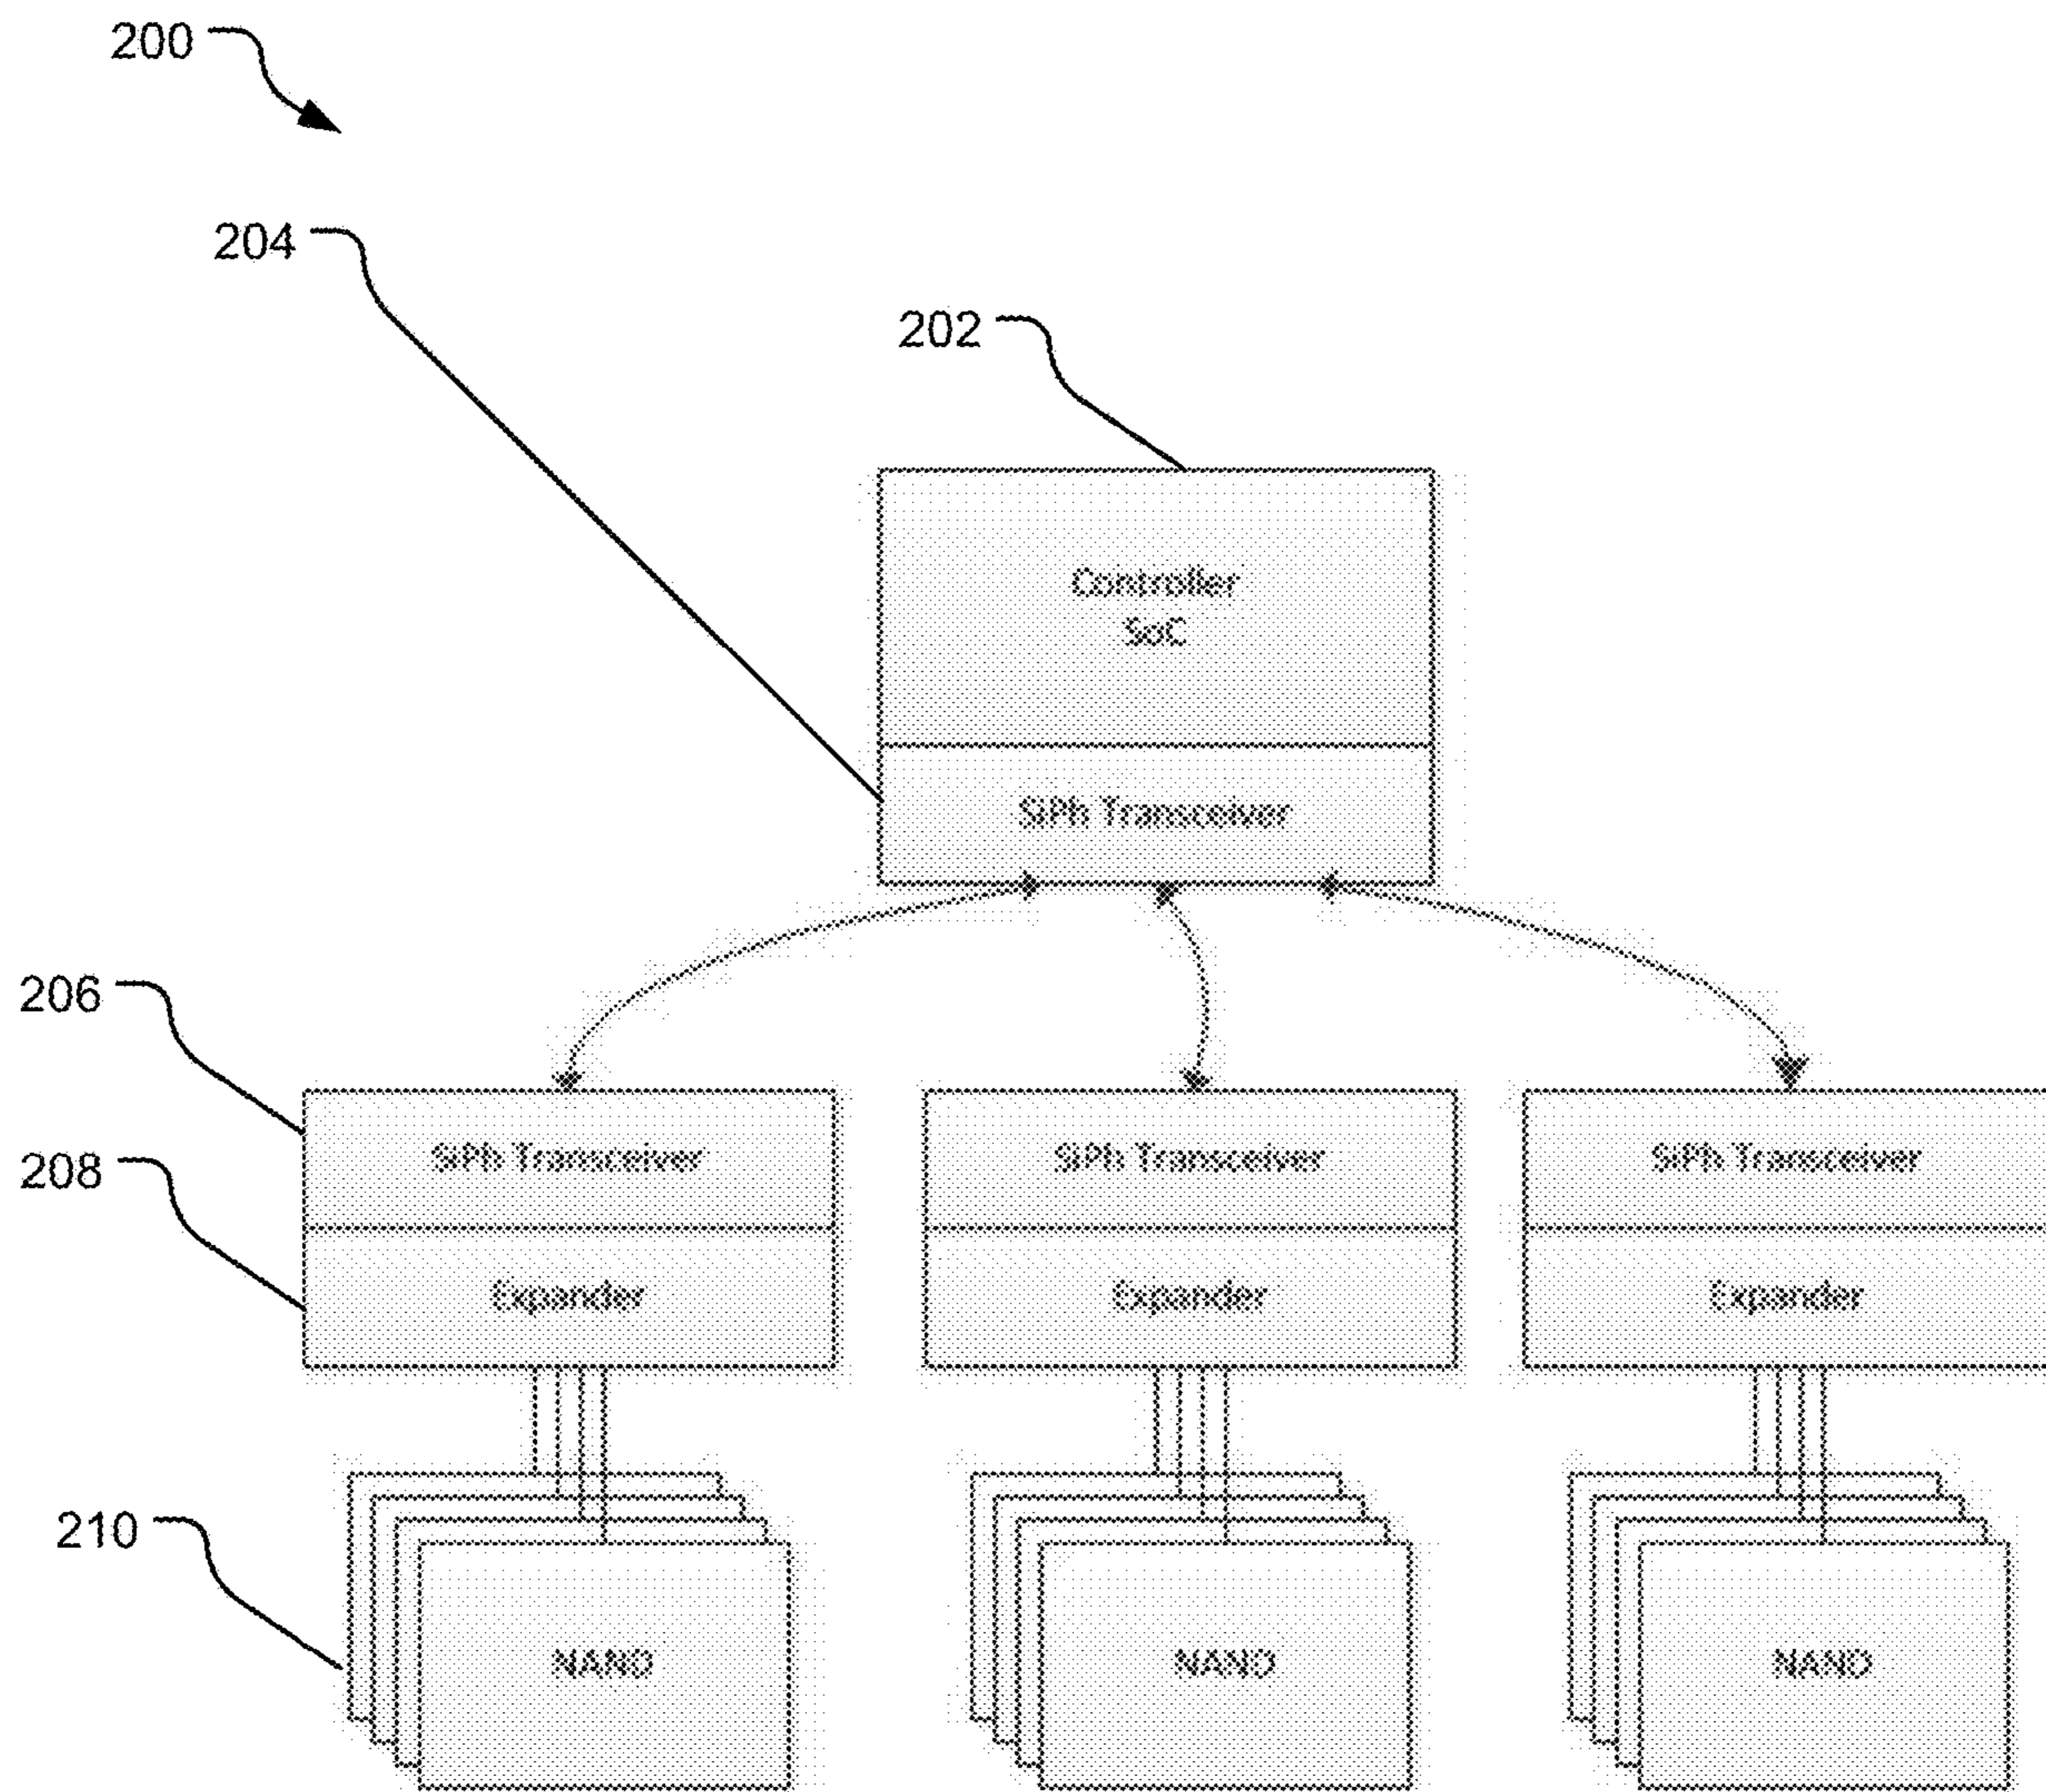 200
204
202
Controller
SoC
SiPh Transceiver
206
SiPh Transceiver
SiPh Transceiver
SiPh Transceiver
208
Expander
Expander
Expander
210
NAND
NAND
NAND